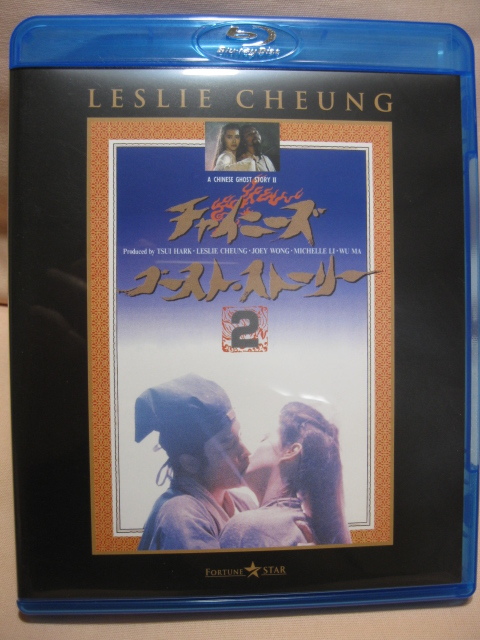 Blu-ray Disc
LESLIE CHEUNG
A CHINESE GHOST STORY II
チャイニーズ
Produced by TSUI HARK · LESLIE CHEUNG · JOEY WONG · MICHELLE LI · WU MA
ゴースト・ストーリー
2
FORTUNE STAR